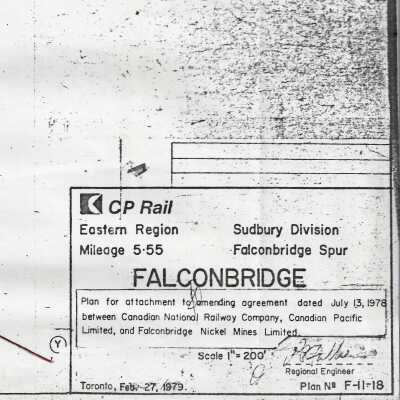 CP Rail
Eastern Region Sudbury Division
Mileage 5·55 Falconbridge Spur
FALCONBRIDGE
Plan for attachment to amending agreement dated July 13, 1978
between Canadian National Railway Company, Canadian Pacific
Limited, and Falconbridge Nickel Mines Limited.
Scale 1"= 200'
Y
Regional Engineer
Toronto, Feb. 27, 1979. Plan Nº F-11-18